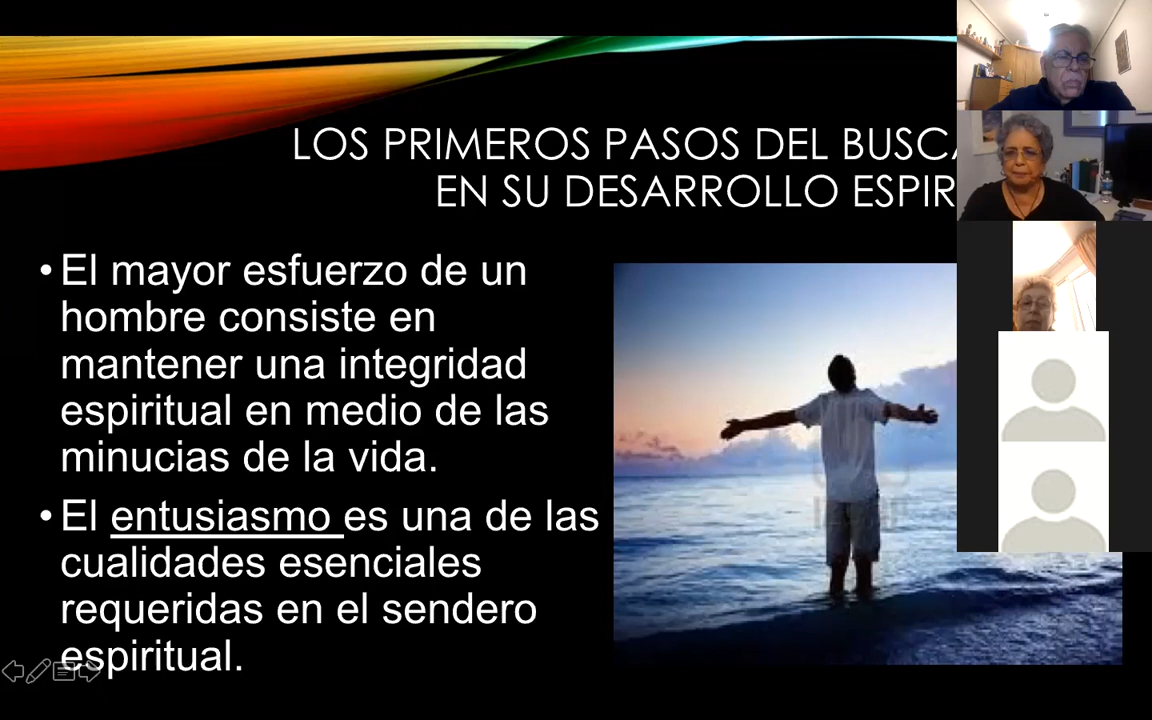 LOS PRIMEROS PASOS DEL
EN SU DESARROLLO
• El mayor esfuerzo de un
hombre consiste en
mantener una integridad
espiritual en medio de las
minucias de la vida.
• El entusiasmo es una de las
cualidades esenciales
requeridas en el sendero
espiritual.